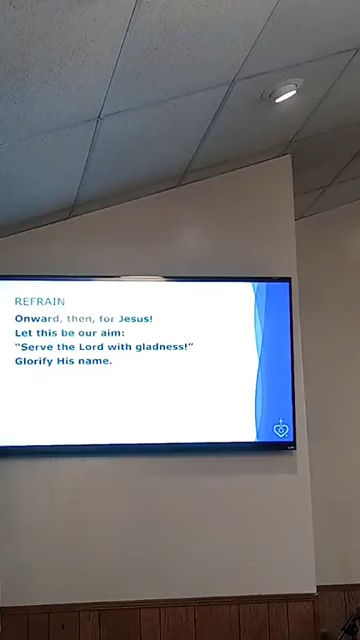 REFRAIN
Onward, then, for Jesus!
Let this be our aim:
“Serve the Lord with gladness!”
Glorify His name.